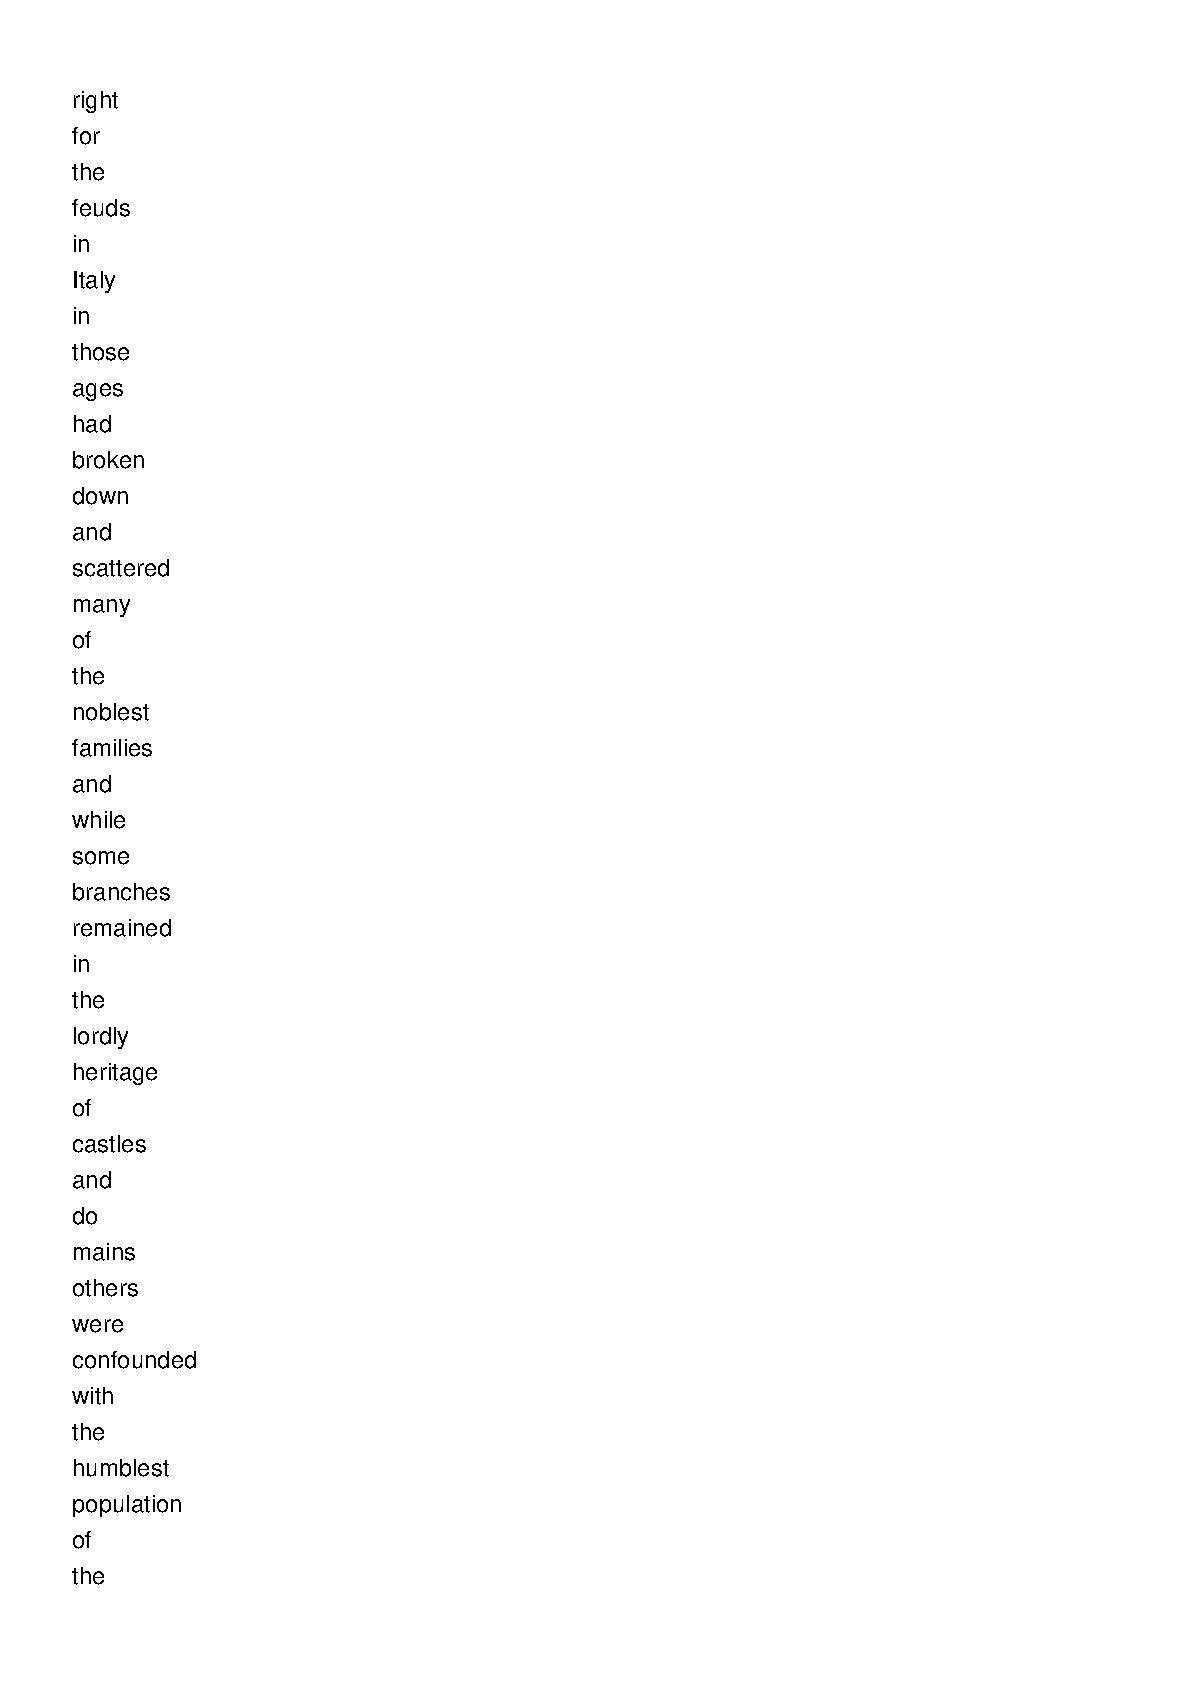 right
for
the
feuds
in
Italy
in
those
ages
had
broken
down
and
scattered
many
of
the
noblest
families
and
while
some
branches
remained
in
the
lordly
heritage
of
castles
and
do
mains
others
were
confounded
with
the
humblest
population
of
the